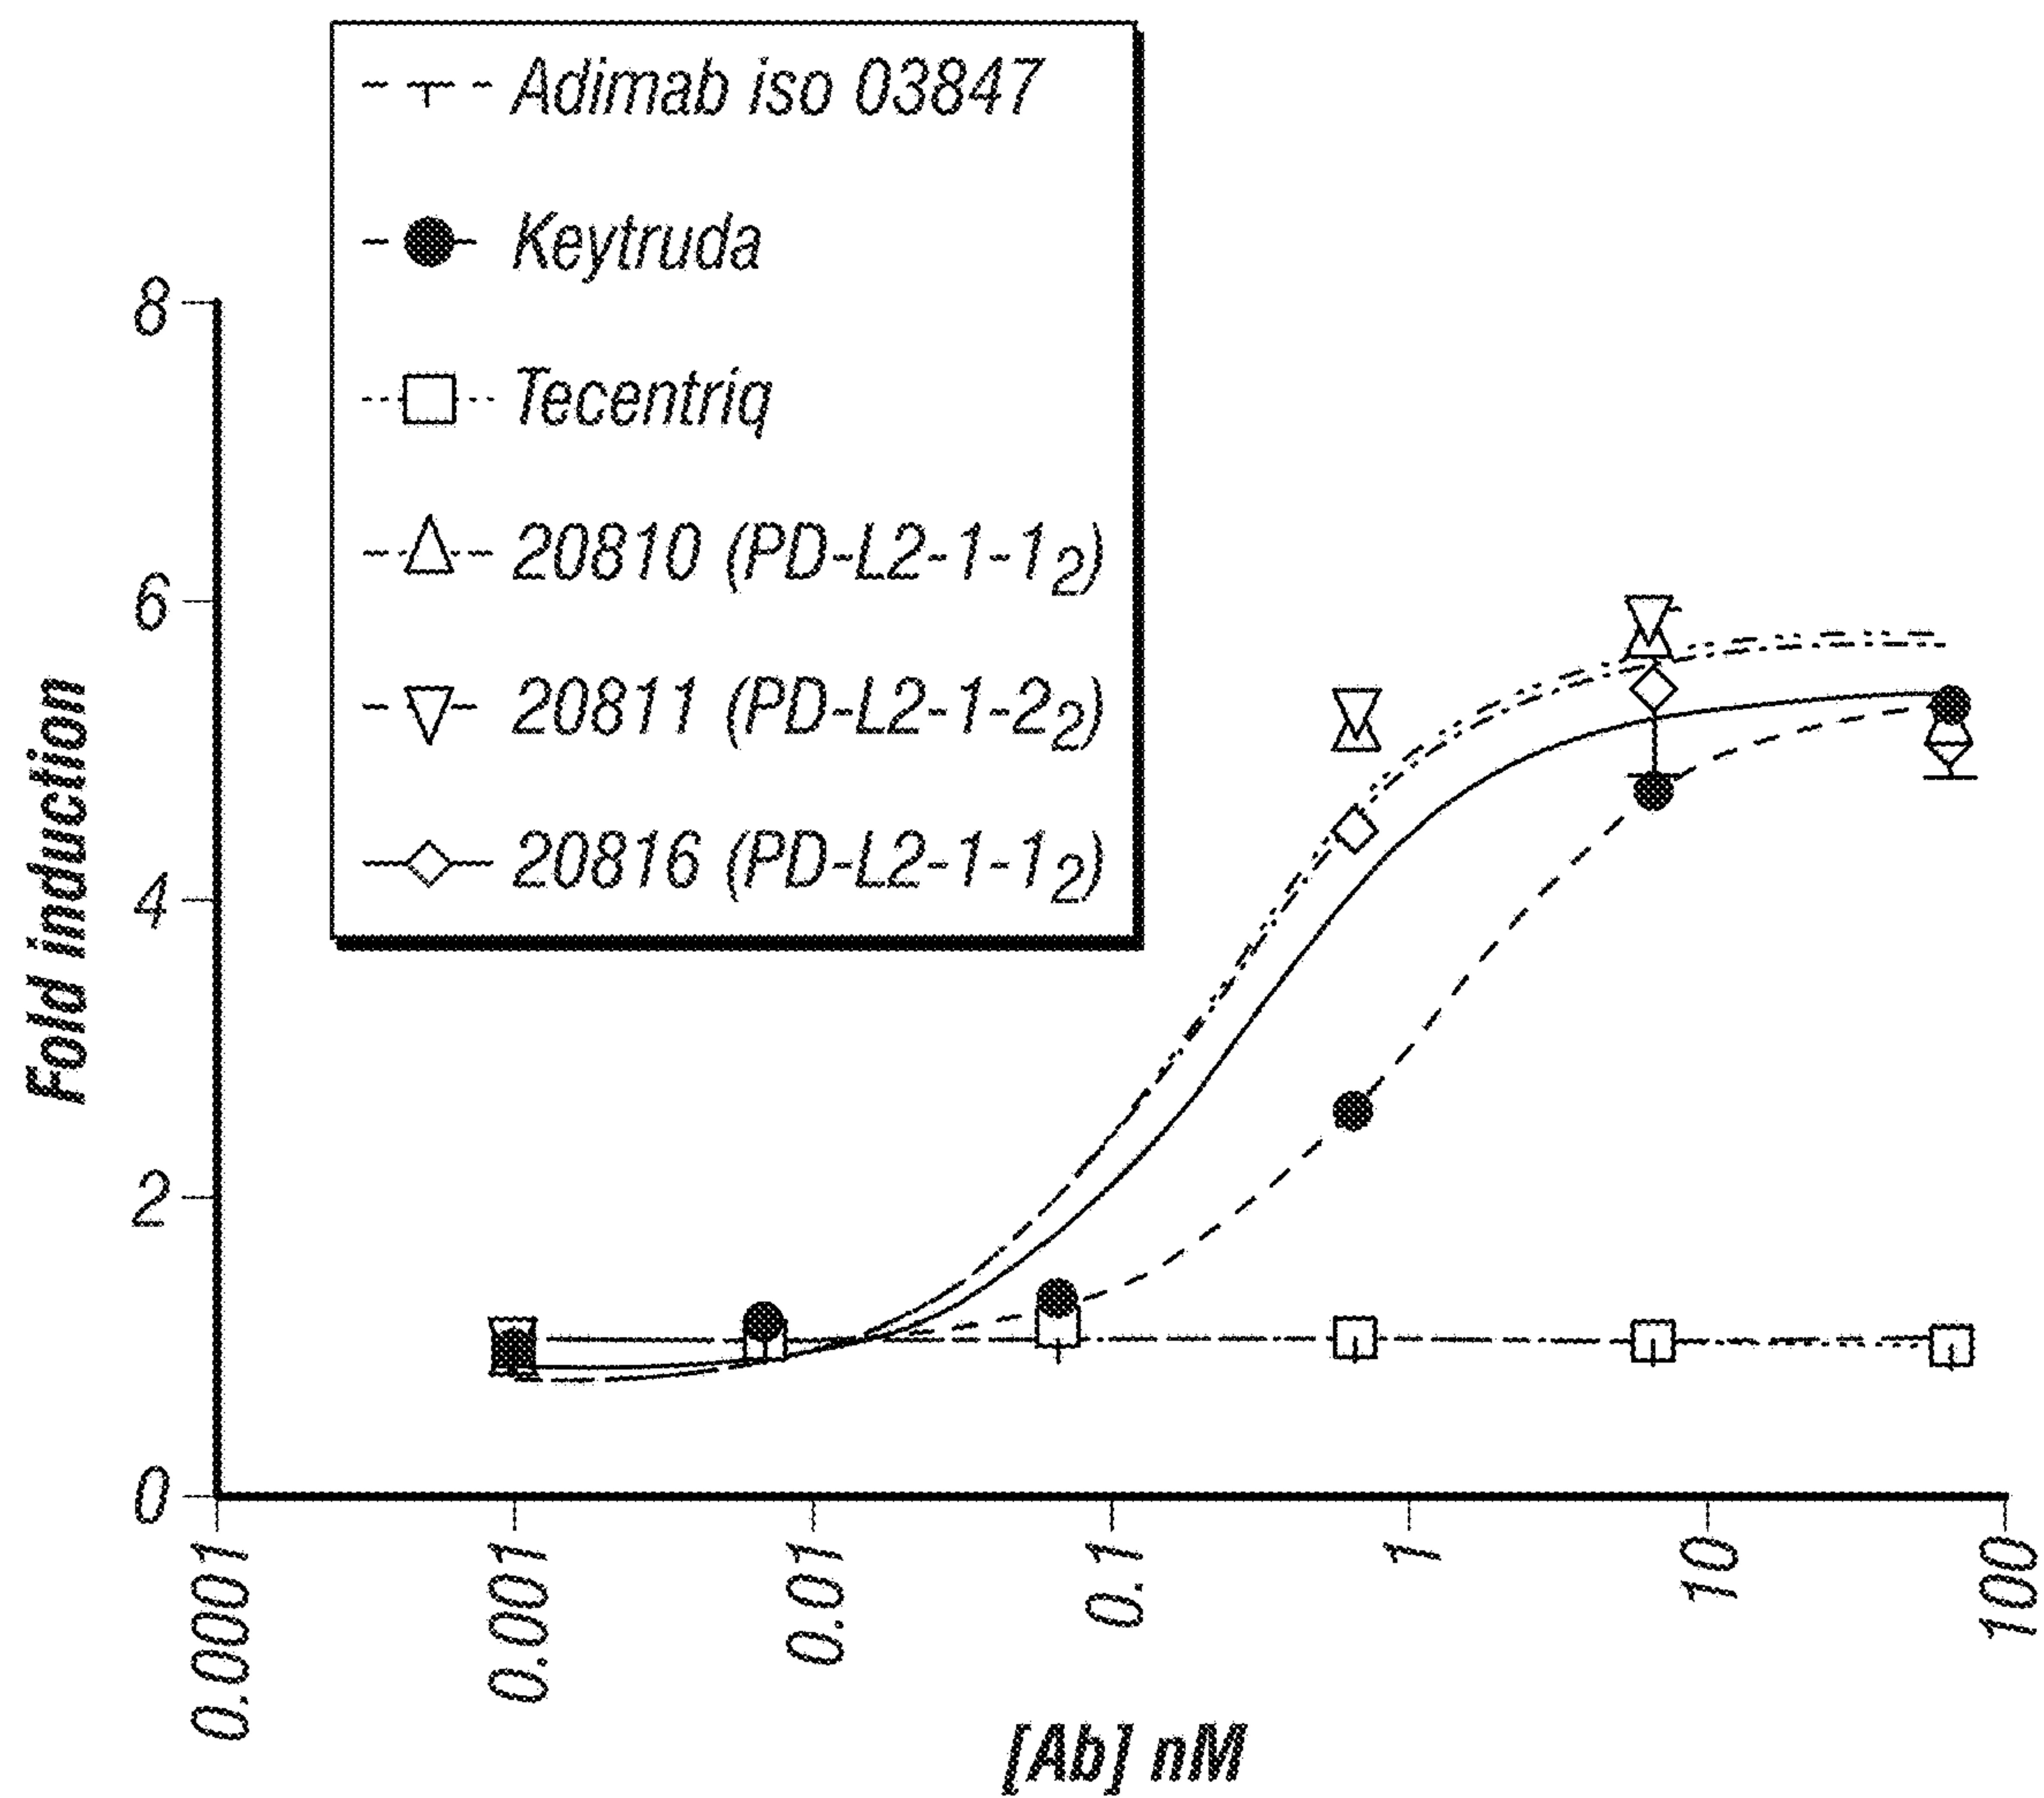 Adimab iso 03847
Keytruda
Tecentriq
20810 (PD-L2-1-1₂)
20811 (PD-L2-1-2₂)
20816 (PD-L2-1-1₂)
8
6
4
2
0
Fold induction
0.0001
0.001
0.01
0.1
1
10
100
[Ab] nM